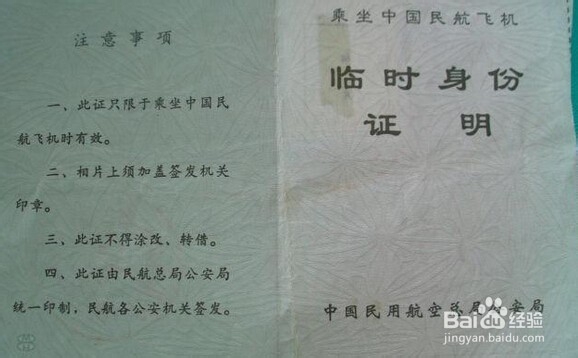 注意事项
一、此证只限于乘坐中国民
航飞机时有效。
二、相片上须加盖签发机关
印章。
三、此证不得涂改、转借。
四、此证由民航总局公安局
统一印制，民航各公安机关签发。
乘坐中国民航飞机
临时身份
证明
中国民用航空总局公安局
Baidu经验
jingyan.baidu.com